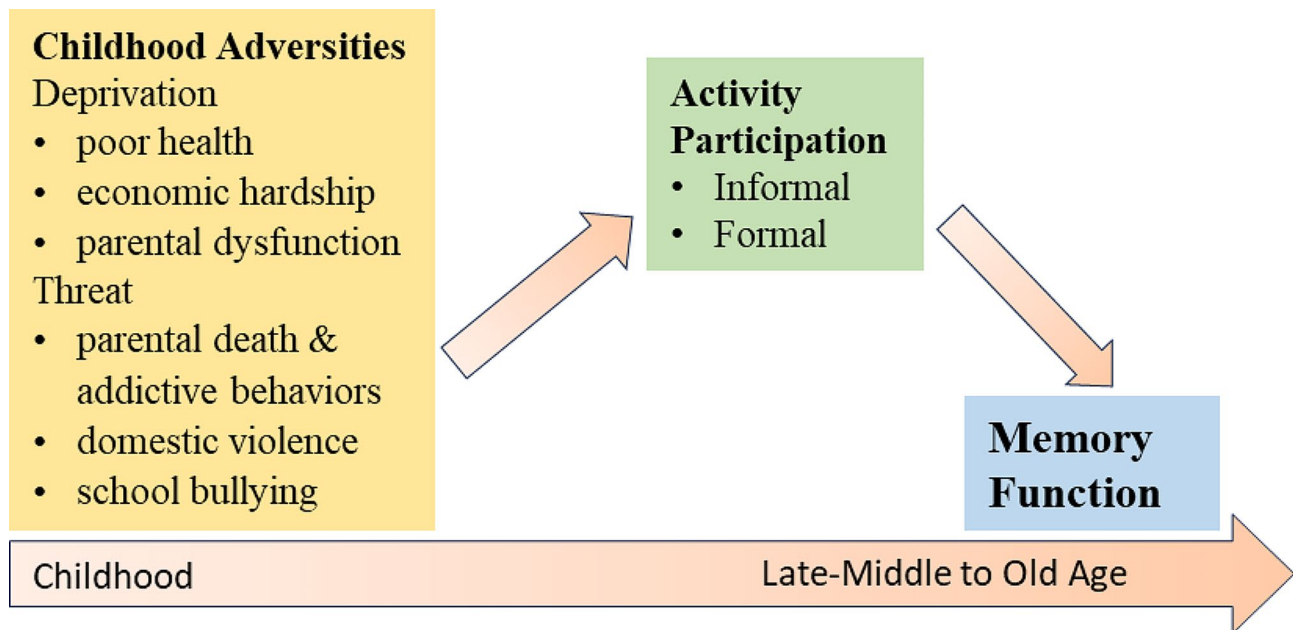 Childhood Adversities
Deprivation
• poor health
• economic hardship
• parental dysfunction
Threat
• parental death &
addictive behaviors
• domestic violence
• school bullying
Activity
Participation
• Informal
• Formal
Memory
Function
Childhood
Late-Middle to Old Age